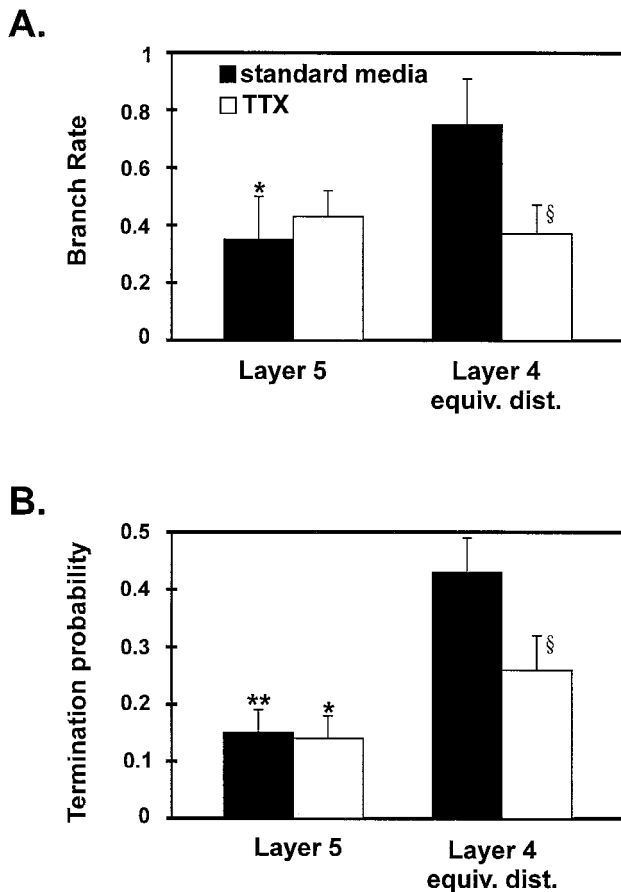 A.
1
0.8
0.6
0.4
0.2
0
Branch Rate
standard media
TTX
*
§
Layer 5
Layer 4
equiv. dist.
B.
0.5
0.4
0.3
0.2
0.1
0
Termination probability
**
*
§
Layer 5
Layer 4
equiv. dist.